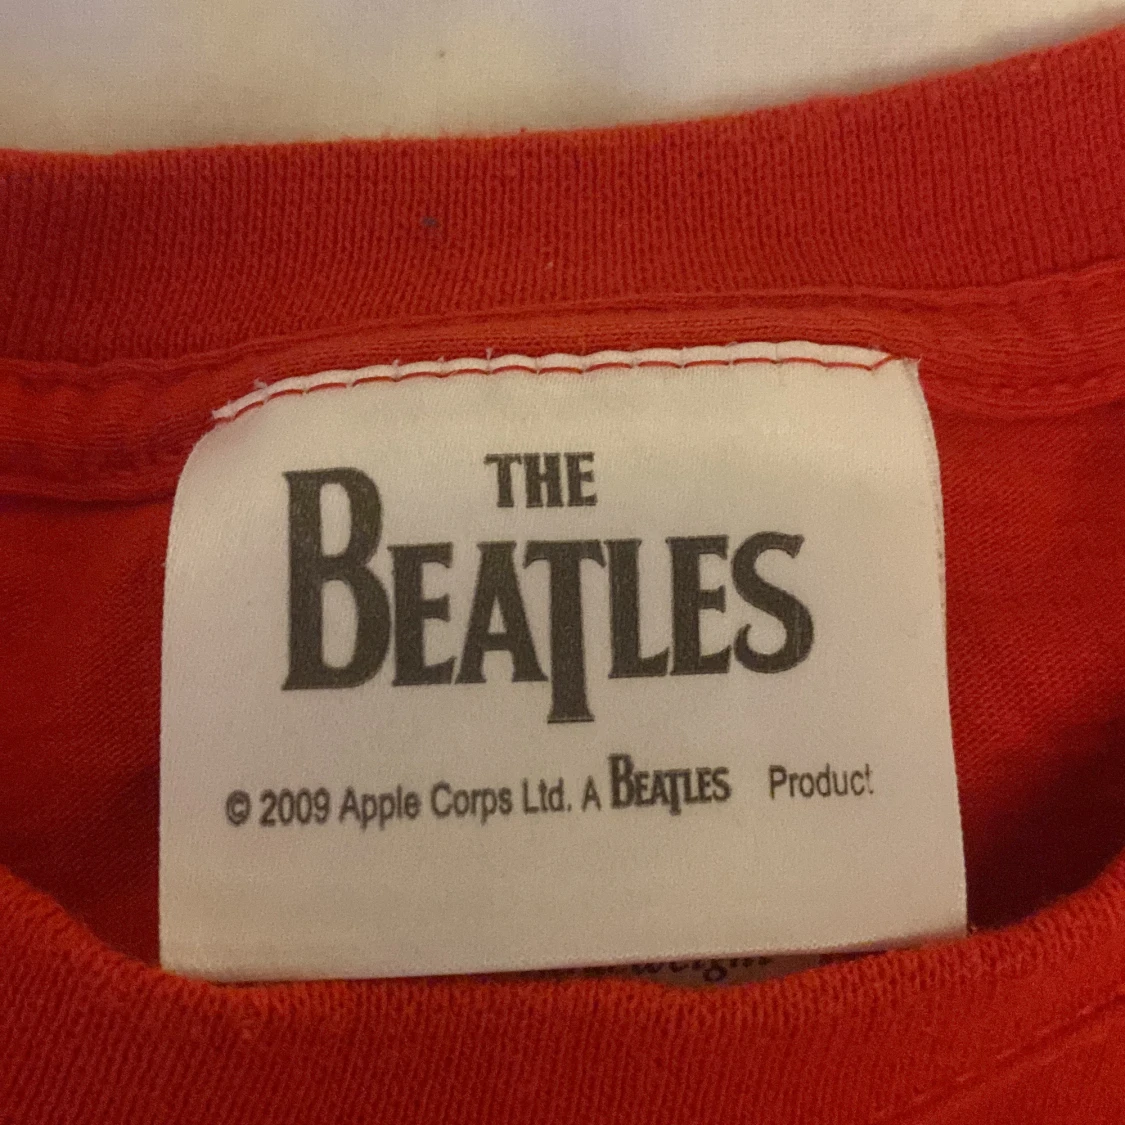 THE
BEATLES
© 2009 Apple Corps Ltd. A BEATLES Product